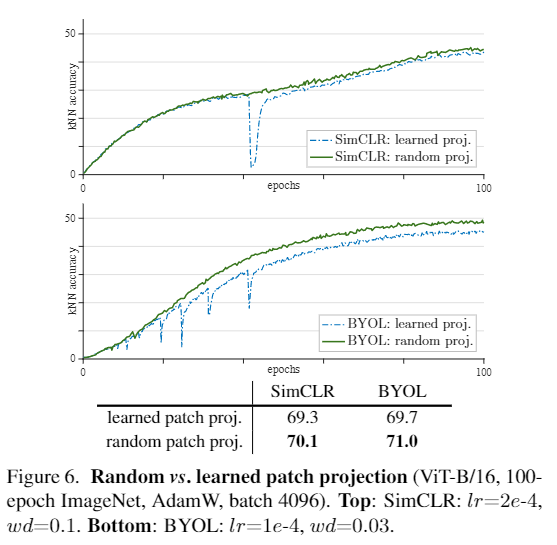 50
kNN accuracy
SimCLR: learned proj.
SimCLR: random proj.
0
0
epochs
100
50
kNN accuracy
BYOL: learned proj.
BYOL: random proj.
0
0
epochs
100
SimCLR BYOL
learned patch proj. 69.3 69.7
random patch proj. 70.1 71.0
Figure 6. Random vs. learned patch projection (ViT-B/16, 100-
epoch ImageNet, AdamW, batch 4096). Top: SimCLR: lr=2e-4,
wd=0.1. Bottom: BYOL: lr=1e-4, wd=0.03.